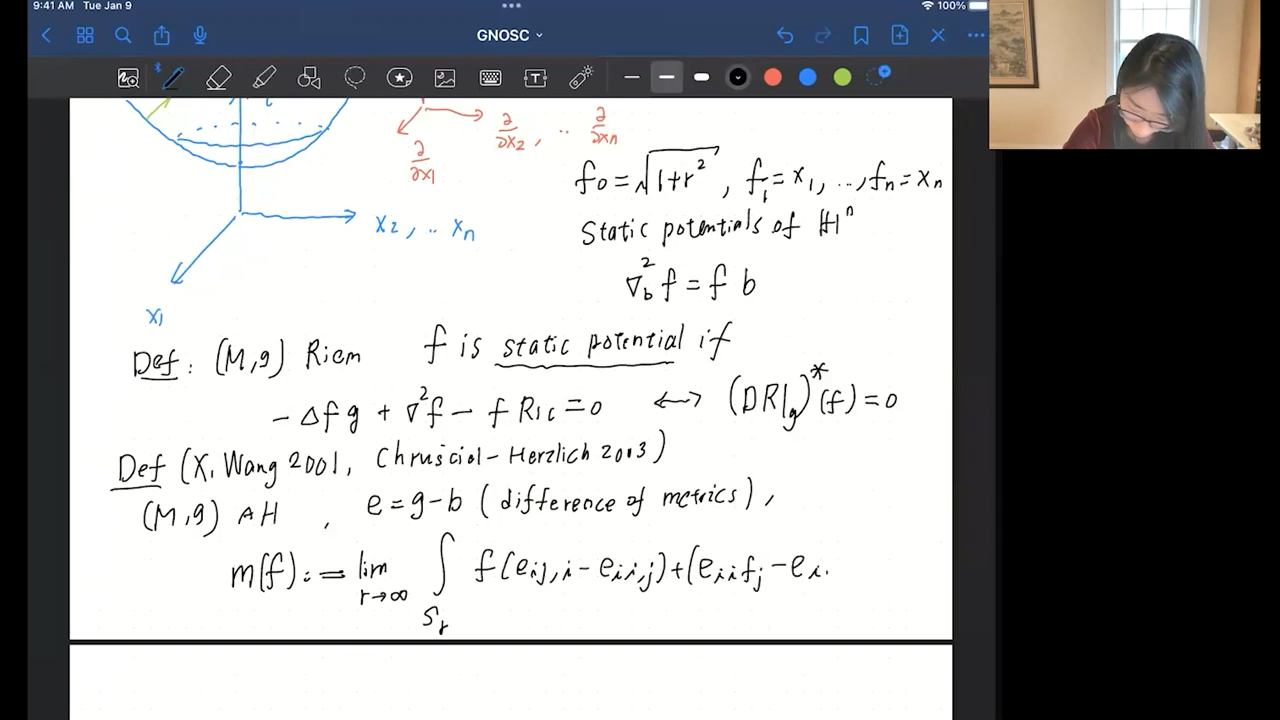 9:41 AM Tue Jan 9
100%
GNOSC
∂/∂x₂, .. ∂/∂xₙ
∂/∂x₁
f₀ = √(1+r²), f₁ = x₁, .., fₙ = xₙ
x₂, .. xₙ
Static potentials of ℍⁿ
∇²_b f = f b
x₁
Def: (M,g) Riem f is static potential if
-Δf g + ∇²f - f Ric = 0 ⟷ (DR|_g)*(f) = 0
Def (X. Wang 2001, Chruściel-Herzlich 2003)
(M,g) AH, e = g-b (difference of metrics),
m(f) := lim_{r→∞} ∫_{S_r} f(e_{ij,i} - e_{ii,j}) + (e_{ii}f_j - e_i